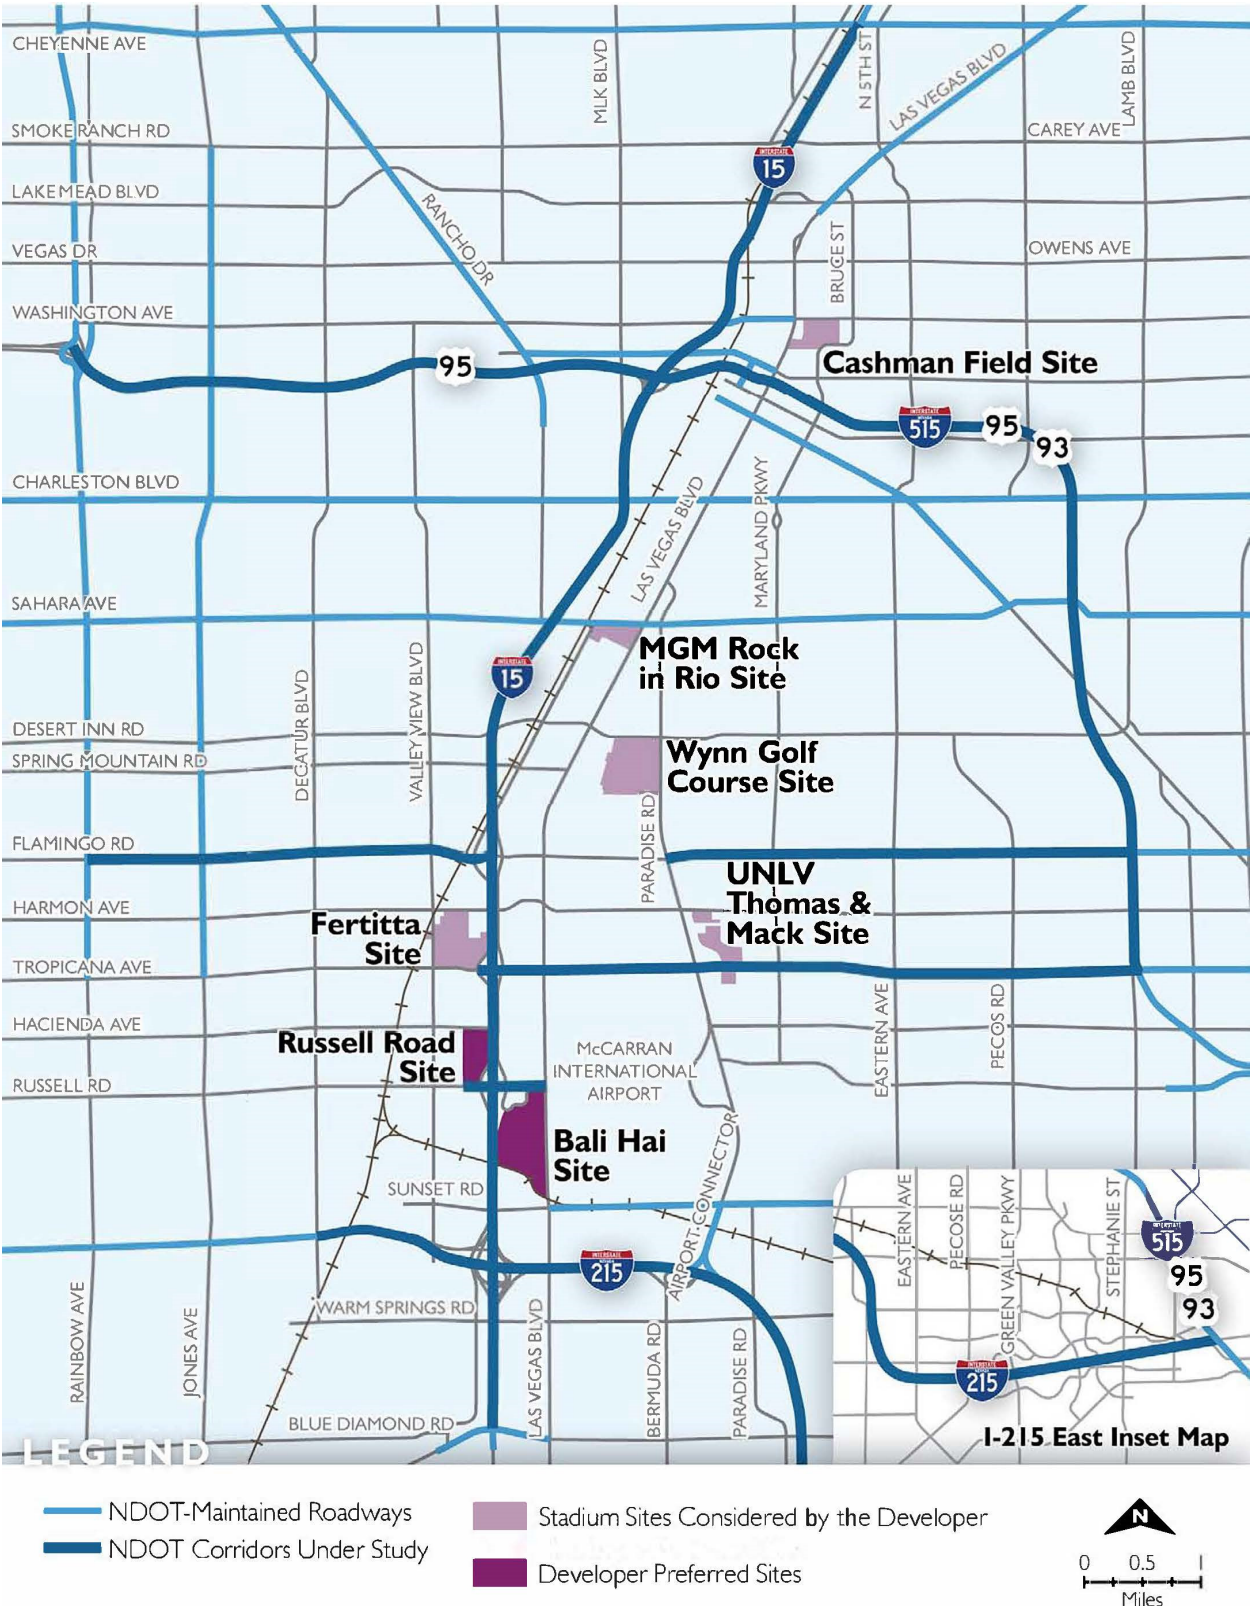 CHEYENNE AVE
MLK BLVD
N 5TH ST
LAS VEGAS BLVD
LAMB BLVD
SMOKE RANCH RD
CAREY AVE
INTERSTATE
15
LAKE MEAD BLVD
RANCHO DR
VEGAS DR
BRUCE ST
OWENS AVE
WASHINGTON AVE
95
Cashman Field Site
INTERSTATE
515
95
93
CHARLESTON BLVD
LAS VEGAS BLVD
MARYLAND PKWY
SAHARA AVE
MGM Rock
in Rio Site
INTERSTATE
15
DECATUR BLVD
VALLEY VIEW BLVD
DESERT INN RD
SPRING MOUNTAIN RD
Wynn Golf
Course Site
PARADISE RD
FLAMINGO RD
UNLV
Thomas &
Mack Site
HARMON AVE
Fertitta
Site
TROPICANA AVE
EASTERN AVE
PECOS RD
HACIENDA AVE
Russell Road
Site
McCARRAN
INTERNATIONAL
AIRPORT
RUSSELL RD
Bali Hai
Site
AIRPORT CONNECTOR
SUNSET RD
INTERSTATE
215
WARM SPRINGS RD
RAINBOW AVE
JONES AVE
LAS VEGAS BLVD
BERMUDA RD
PARADISE RD
BLUE DIAMOND RD
EASTERN AVE
PECOSE RD
GREEN VALLEY PKWY
STEPHANIE ST
INTERSTATE
515
95
93
INTERSTATE
215
I-215 East Inset Map
LEGEND
NDOT-Maintained Roadways
NDOT Corridors Under Study
Stadium Sites Considered by the Developer
Developer Preferred Sites
N
0 0.5 1
Miles